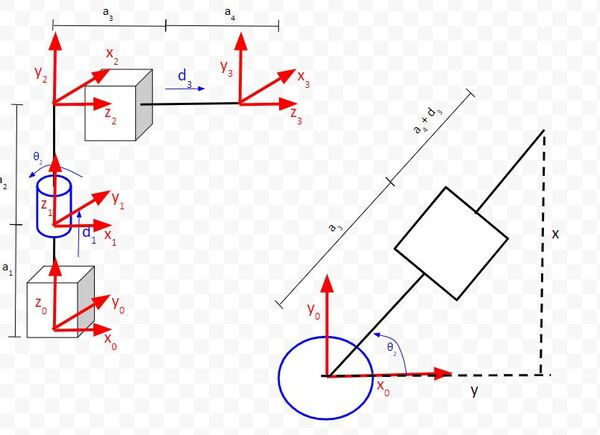 a₃
a₄
x₂
y₂
z₂
d₃
y₃
x₃
z₃
a₂
θ₂
z₁
y₁
x₁
d₁
a₁
z₀
y₀
x₀
a₃
a₄ + d₃
y₀
x₀
θ₂
x
y